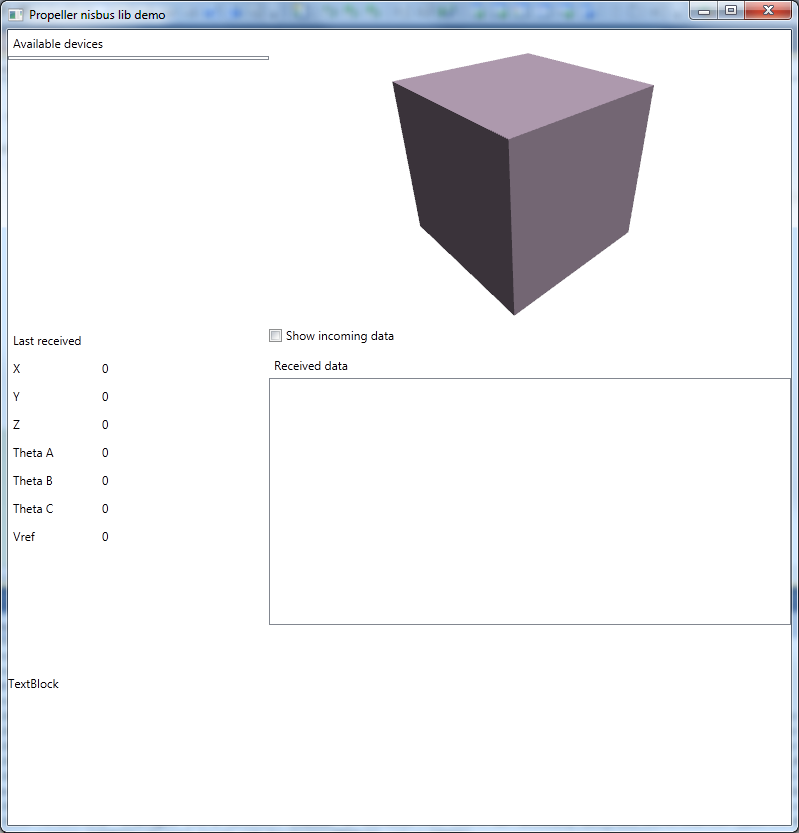 Propeller nisbus lib demo
Available devices
Show incoming data
Last received
Received data
X 0
Y 0
Z 0
Theta A 0
Theta B 0
Theta C 0
Vref 0
TextBlock